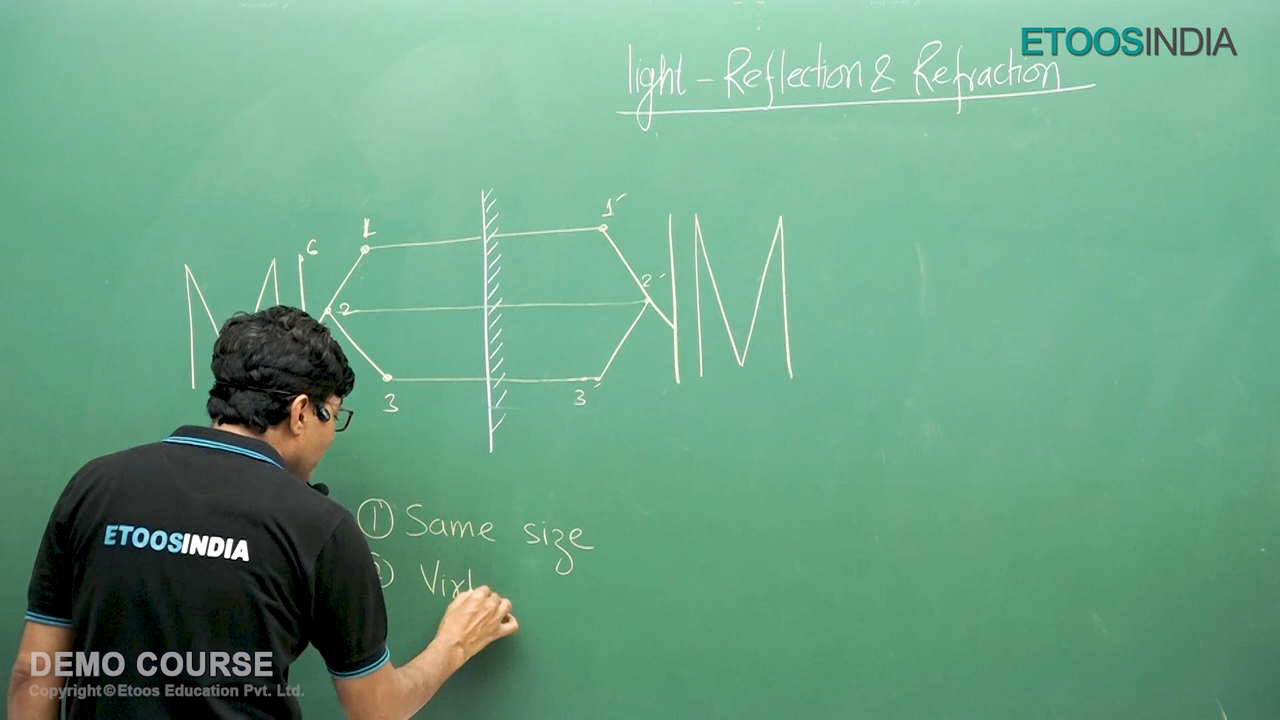 ETOOSINDIA
light - Reflection & Refraction
1 1′
M 6 2 2′ M
3 3′
① Same size
ETOOSINDIA
DEMO COURSE
Copyright © Etoos Education Pvt. Ltd.